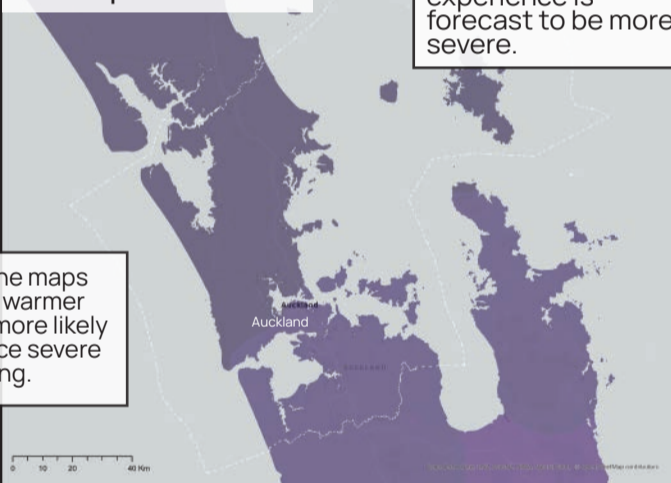 experience is
forecast to be more
severe.
Auckland
Auckland
he maps
warmer
more likely
ce severe
ng.
0 10 20 40 Km